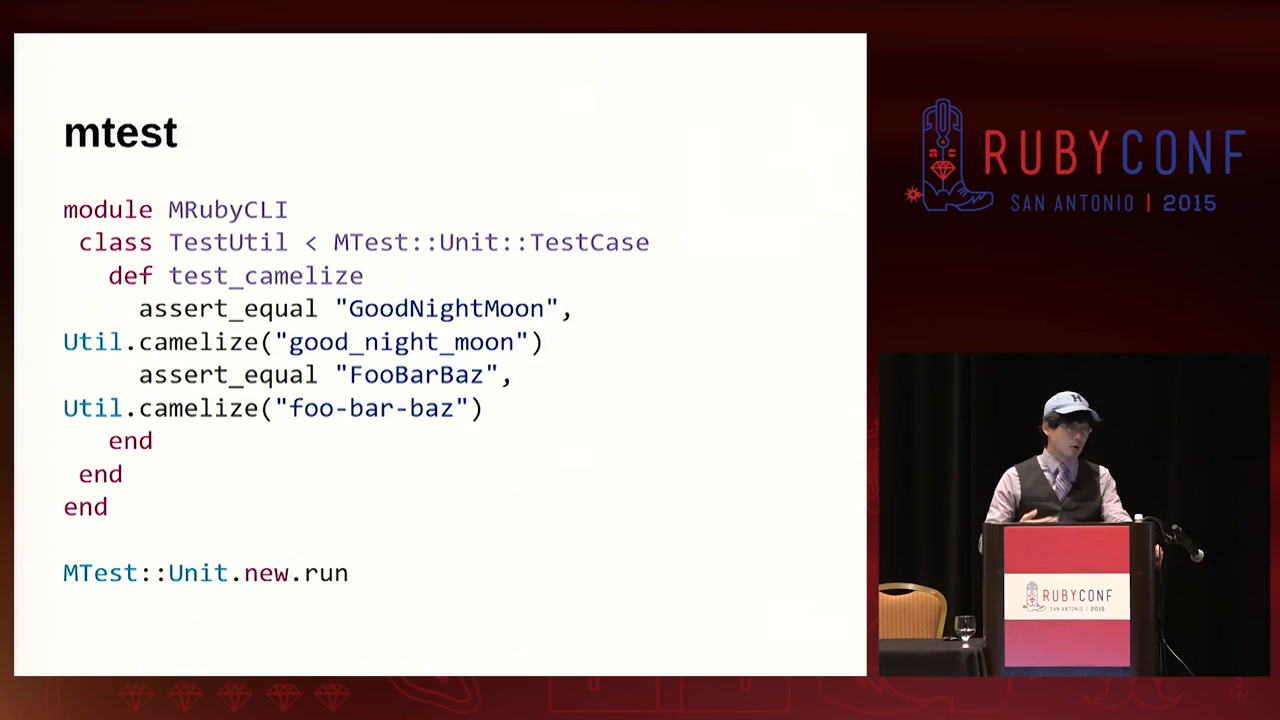 mtest
module MRubyCLI
class TestUtil < MTest::Unit::TestCase
def test_camelize
assert_equal "GoodNightMoon",
Util.camelize("good_night_moon")
assert_equal "FooBarBaz",
Util.camelize("foo-bar-baz")
end
end
end
MTest::Unit.new.run
RUBYCONF
SAN ANTONIO | 2015
H
RUBYCONF
SAN ANTONIO | 2015